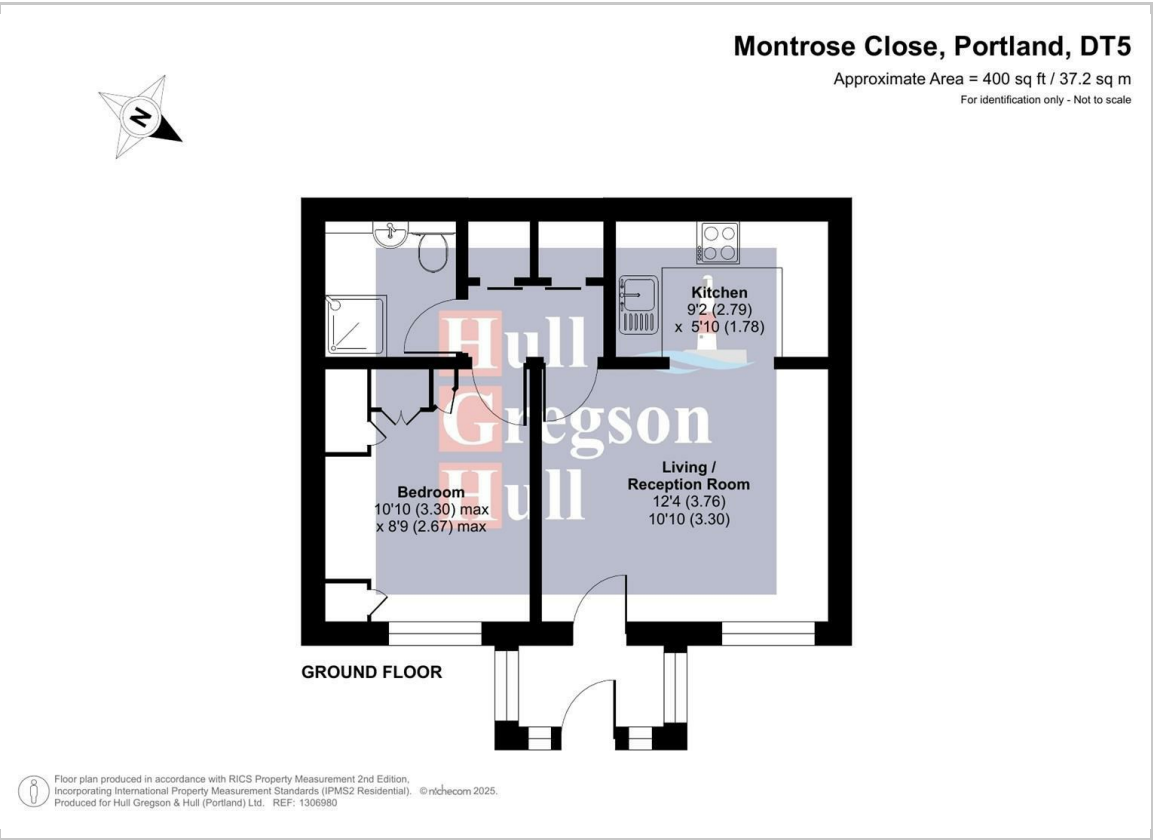 Montrose Close, Portland, DT5
Approximate Area = 400 sq ft / 37.2 sq m
For identification only - Not to scale
N
Kitchen
9'2 (2.79)
x 5'10 (1.78)
Hull
Gregson
Hull
Living /
Reception Room
12'4 (3.76)
10'10 (3.30)
Bedroom
10'10 (3.30) max
x 8'9 (2.67) max
GROUND FLOOR
Floor plan produced in accordance with RICS Property Measurement 2nd Edition,
Incorporating International Property Measurement Standards (IPMS2 Residential). © nichecom 2025.
Produced for Hull Gregson & Hull (Portland) Ltd. REF: 1306980